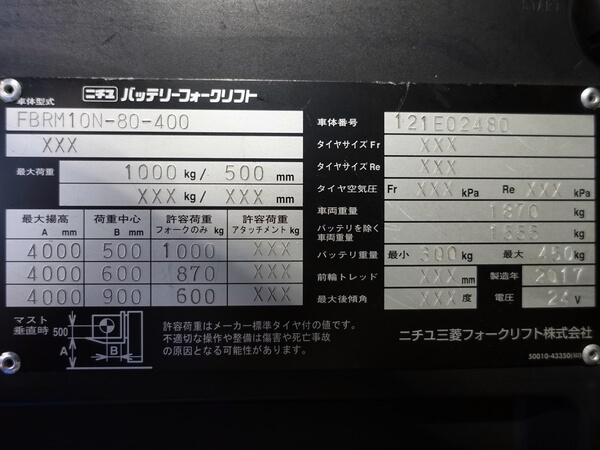 ニチユ バッテリーフォークリフト
車体型式
FBRM10N-80-400
XXX
最大荷重
1000 kg/ 500 mm
XXX kg/ XXX mm
最大揚高 A mm 荷重中心 B mm 許容荷重 フォークのみ kg 許容荷重 アタッチメント kg
4000 500 1000 XXX
4000 600 870 XXX
4000 900 600 XXX
マスト垂直時 500 A B
許容荷重はメーカー標準タイヤ付の値です。
不適切な操作や整備は傷害や死亡事故
の原因となる可能性があります。
車体番号 121E02480
タイヤサイズ Fr XXX
タイヤサイズ Re XXX
タイヤ空気圧 Fr XXX kPa Re XXX kPa
車両重量 kg
バッテリを除く
車両重量 kg
バッテリ重量 最小 kg 最大 kg
前輪トレッド XXX mm 製造年 2017
最大後傾角 XXX 度 電圧 24 V
ニチユ三菱フォークリフト株式会社